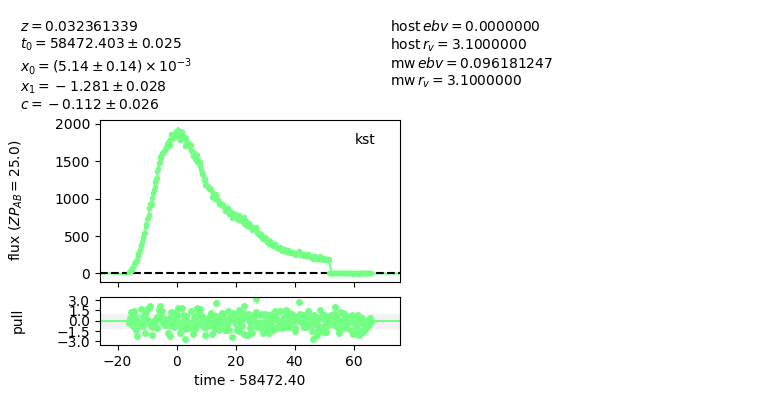 z = 0.032361339
t₀ = 58472.403 ± 0.025
x₀ = (5.14 ± 0.14) × 10⁻³
x₁ = −1.281 ± 0.028
c = −0.112 ± 0.026
host ebv = 0.0000000
host r_v = 3.1000000
mw ebv = 0.096181247
mw r_v = 3.1000000
kst
flux (ZP_AB = 25.0)
2000
1500
1000
500
0
pull
3.0
1.5
0.0
−1.5
−3.0
−20 0 20 40 60
time - 58472.40